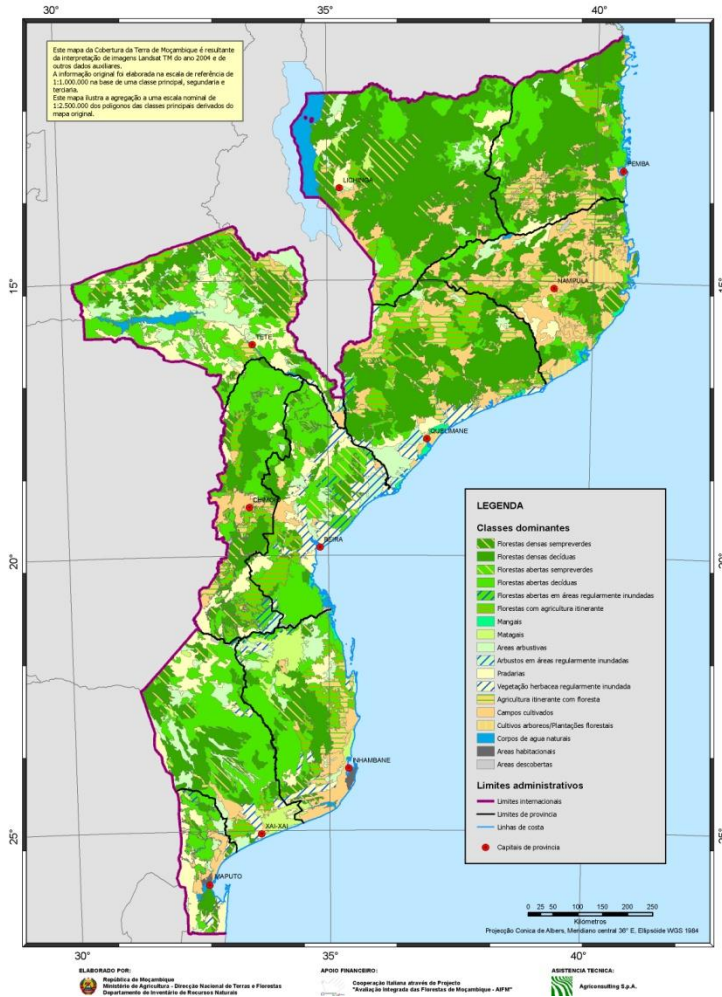 35°
40°
Este mapa da Cobertura da Terra de Moçambique é resultante
da interpretação de imagens Landsat TM do ano 2004 e de
outros dados auxiliares.
A informação original foi elaborada na escala de referência de
1:1.000.000 na base de uma classe principal, segundaria e
terciaria.
Este mapa ilustra a agregação a uma escala nominal de
1:2.500.000 dos poligonos das classes principais derivados do
mapa original.
PEMBA
LICHINGA
15°
15°
NAMPULA
TETE
QUELIMANE
CHIMOIO
BEIRA
20°
20°
INHAMBANE
XAI-XAI
25°
25°
MAPUTO
LEGENDA
Classes dominantes
Florestas densas sempreverdes
Florestas densas decíduas
Florestas abertas sempreverdes
Florestas abertas decíduas
Florestas abertas em áreas regularmente inundadas
Florestas com agricultura itinerante
Mangais
Matagais
Areas arbustivas
Arbustos em áreas regularmente inundadas
Pradarias
Vegetação herbacea regularmente inundada
Agricultura itinerante com floresta
Campos cultivados
Cultivos arboreos/Plantações florestais
Corpos de agua naturais
Areas habitacionais
Areas descobertas
Limites administrativos
Limites internacionais
Limites de provincia
Linhas de costa
Capitais de provincia
0 25 50 100 150 200 250
Kilómetros
Projecção Conica de Albers, Meridiano central 36° E, Ellipsóide WGS 1984
30°
35°
40°
ELABORADO POR:
República de Moçambique
Ministério de Agricultura - Direcção Nacional de Terras e Florestas
Departamento de Inventário de Recursos Naturais
APOIO FINANCEIRO:
Cooperação Italiana através do Projecto
"Avaliação Integrada das Florestas de Moçambique - AIFM"
ASISTENCIA TECNICA:
Agriconsulting S.p.A.